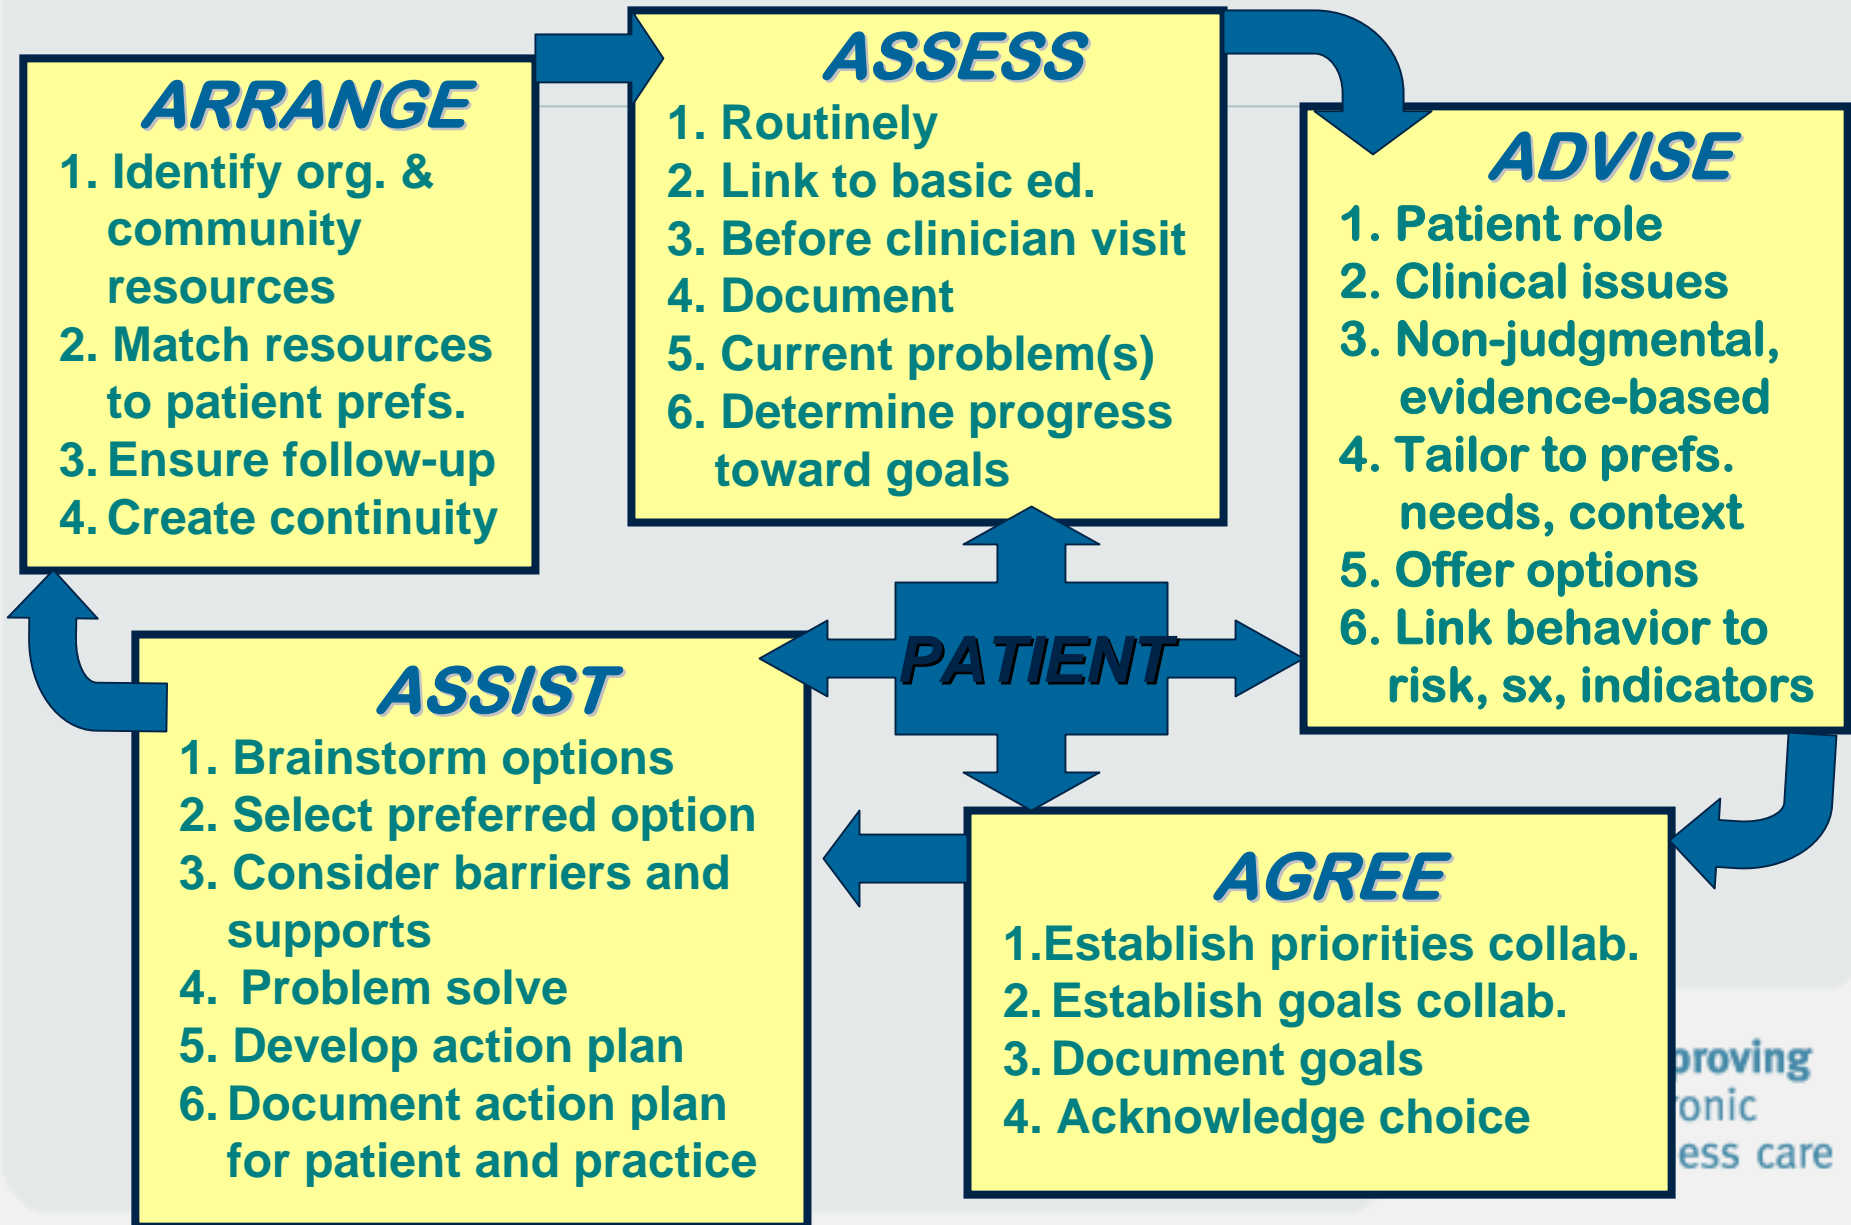 ARRANGE
1. Identify org. &
community
resources
2. Match resources
to patient prefs.
3. Ensure follow-up
4. Create continuity
ASSESS
1. Routinely
2. Link to basic ed.
3. Before clinician visit
4. Document
5. Current problem(s)
6. Determine progress
toward goals
ADVISE
1. Patient role
2. Clinical issues
3. Non-judgmental,
evidence-based
4. Tailor to prefs.
needs, context
5. Offer options
6. Link behavior to
risk, sx, indicators
PATIENT
ASSIST
1. Brainstorm options
2. Select preferred option
3. Consider barriers and
supports
4. Problem solve
5. Develop action plan
6. Document action plan
for patient and practice
AGREE
1.Establish priorities collab.
2. Establish goals collab.
3. Document goals
4. Acknowledge choice
proving
onic
ess care